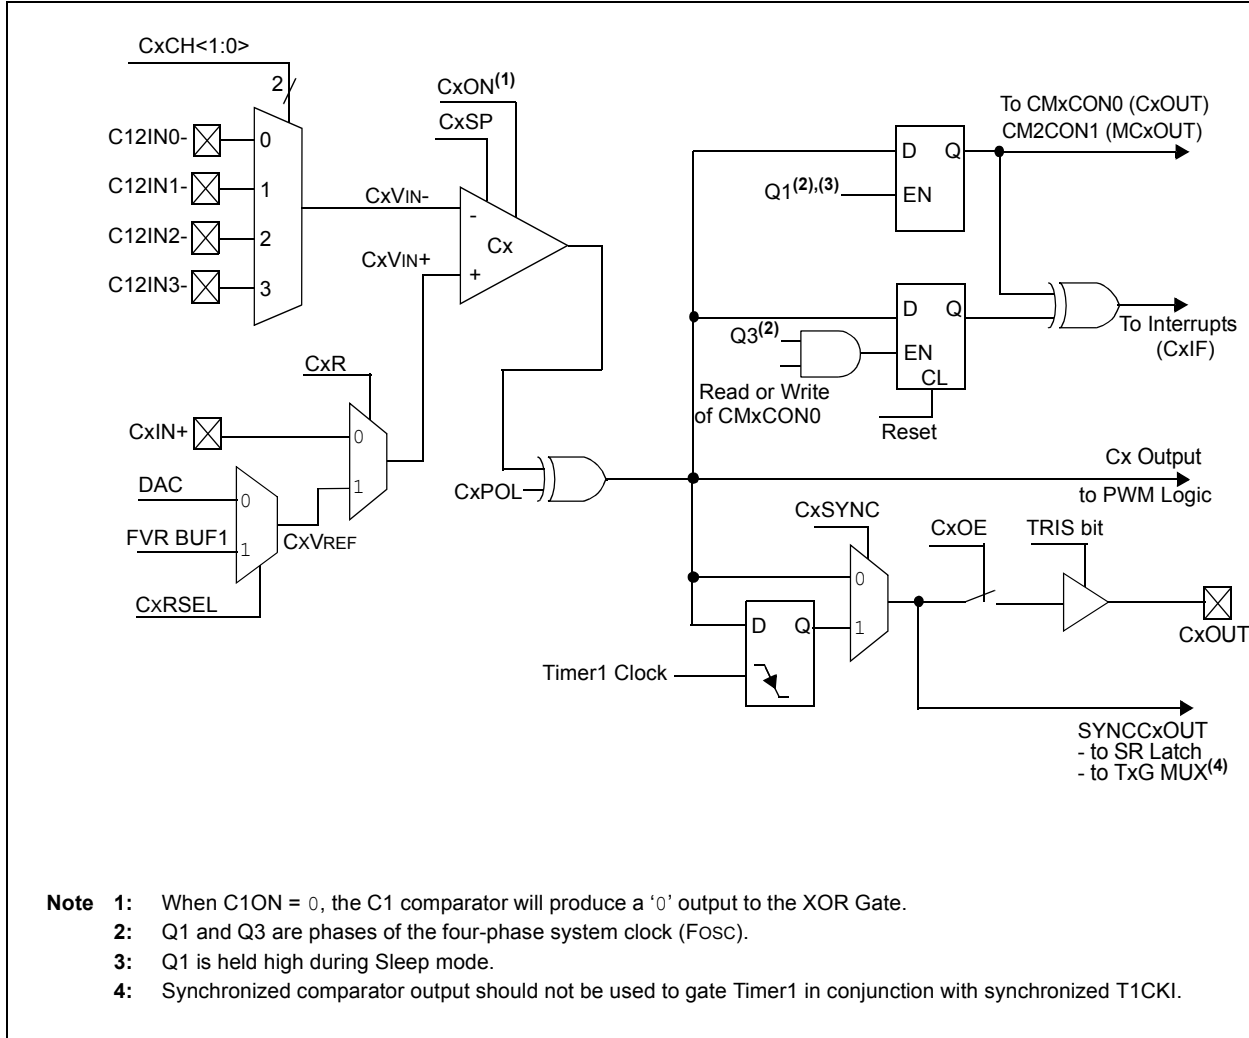 CxCH<1:0>
2
C12IN0-
0
C12IN1-
1
C12IN2-
2
C12IN3-
3
CxON(1)
CxSP
CxVIN-
-
Cx
CxVIN+
+
To CMxCON0 (CxOUT)
CM2CON1 (MCxOUT)
D Q
Q1(2),(3)
EN
D Q
Q3(2)
EN
CL
Read or Write
of CMxCON0
Reset
To Interrupts
(CxIF)
CxR
CxIN+
0
1
DAC
0
FVR BUF1
1
CxVREF
CxRSEL
CxPOL
Cx Output
to PWM Logic
CxSYNC
CxOE
TRIS bit
0
1
D Q
Timer1 Clock
CxOUT
SYNCCxOUT
- to SR Latch
- to TxG MUX(4)
Note 1: When C1ON = 0, the C1 comparator will produce a ‘0’ output to the XOR Gate.
2: Q1 and Q3 are phases of the four-phase system clock (FOSC).
3: Q1 is held high during Sleep mode.
4: Synchronized comparator output should not be used to gate Timer1 in conjunction with synchronized T1CKI.